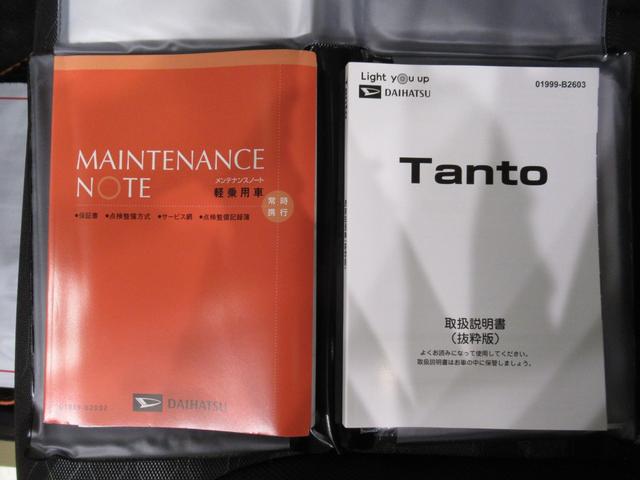 MAINTENANCE
NOTE
メンテナンスノート
軽乗用車
常時
携行
●保証書 ●点検整備方式 ●サービス網 ●点検整備記録簿
DAIHATSU
Light you up
DAIHATSU
01999-B2603
Tanto
取扱説明書
(抜粋版)
よくお読みになって使用してください。
取扱説明書はお車の中に保管しましょう。